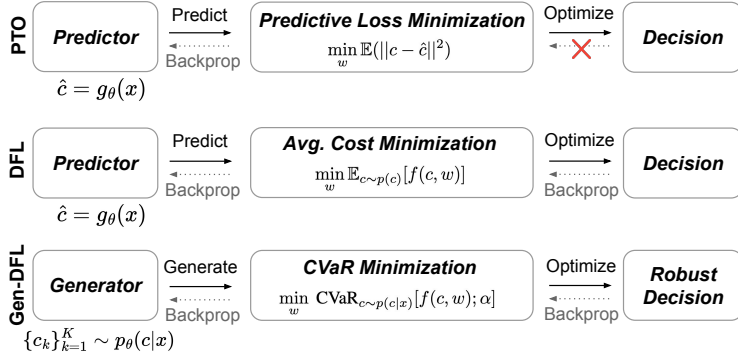 PTO
Predictor
Predict
Backprop
Predictive Loss Minimization
min_w 𝔼(||c − ĉ||²)
Optimize
Decision
ĉ = g_θ(x)
DFL
Predictor
Predict
Backprop
Avg. Cost Minimization
min_w 𝔼_{c∼p(c)}[f(c, w)]
Optimize
Backprop
Decision
ĉ = g_θ(x)
Gen-DFL
Generator
Generate
Backprop
CVaR Minimization
min_w CVaR_{c∼p(c|x)}[f(c, w); α]
Optimize
Backprop
Robust
Decision
{c_k}_{k=1}^K ∼ p_θ(c|x)